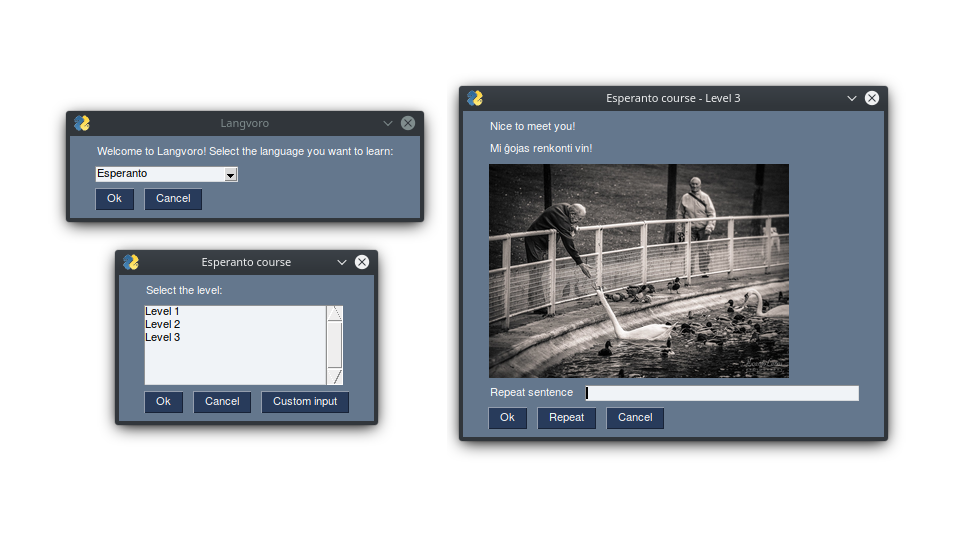 Langvoro
Welcome to Langvoro! Select the language you want to learn:
Esperanto
Ok Cancel
Esperanto course
Select the level:
Level 1
Level 2
Level 3
Ok Cancel Custom input
Esperanto course - Level 3
Nice to meet you!
Mi ĝojas renkonti vin!
Repeat sentence
Ok Repeat Cancel